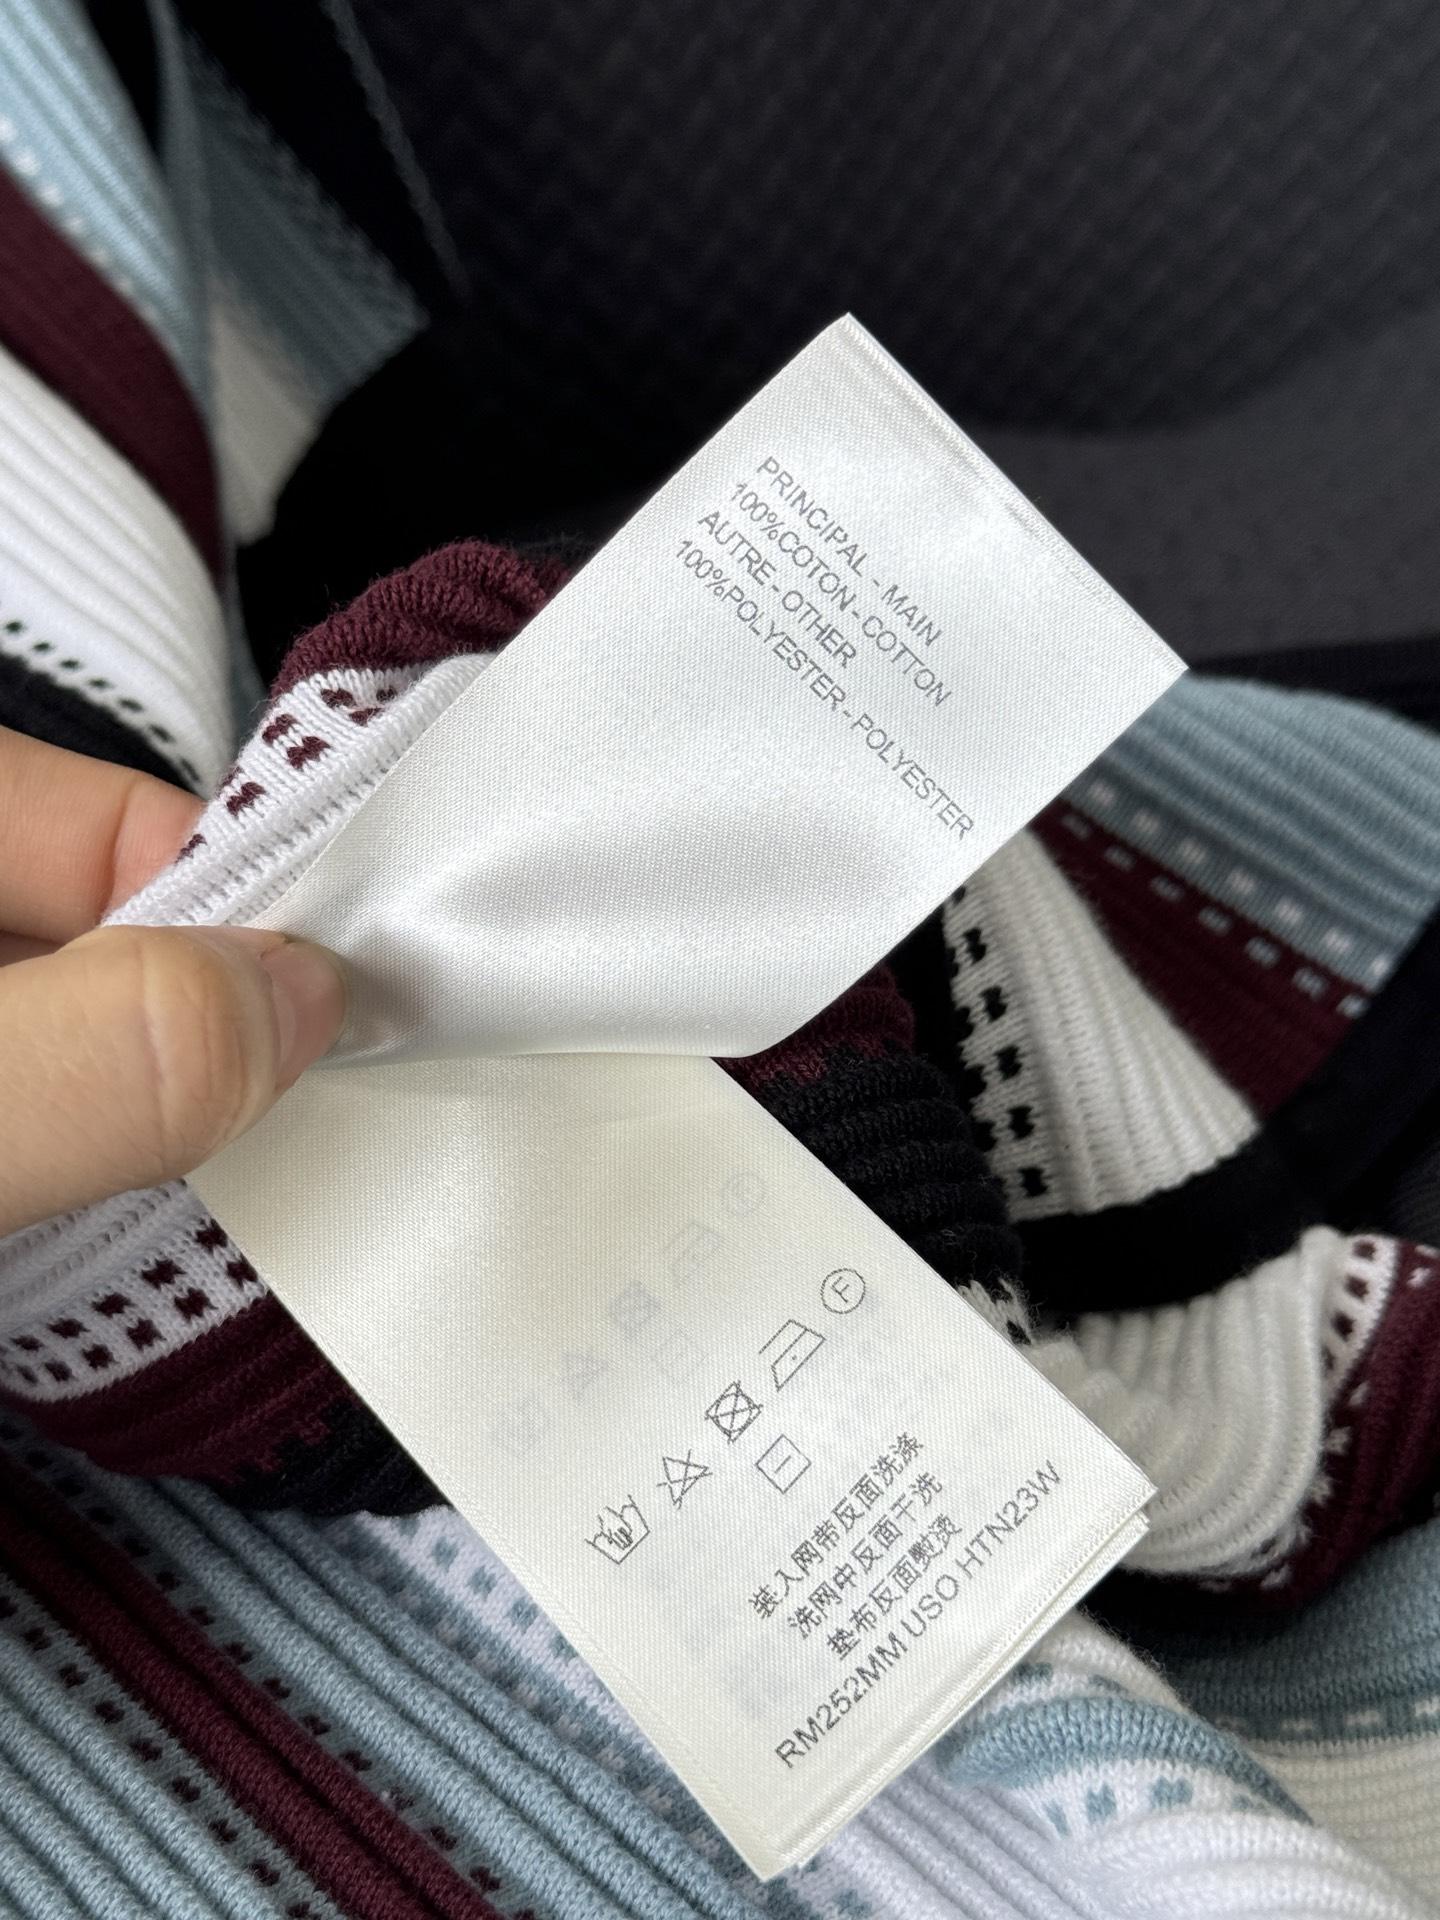 PRINCIPAL - MAIN
100%COTON - COTTON
AUTRE - OTHER
100%POLYESTER - POLYESTER
F
装入网带反面洗涤
洗网中反面干洗
垫布反面熨烫
RM252MM USO HTN23W